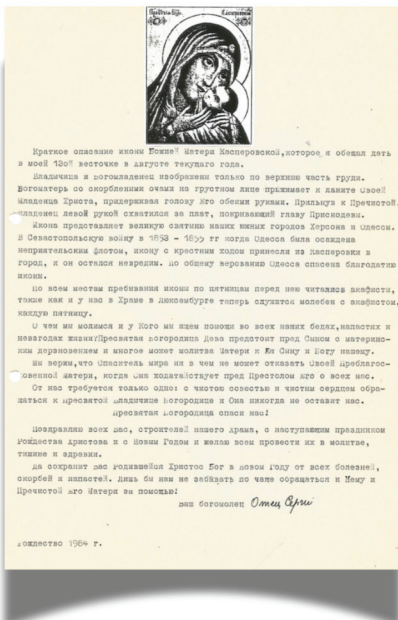 Краткое описание иконы Божией Матери Касперовской,которое я обещал дать
в моей 13ой весточке в Августе текущего года.
Владычица и Богомладенец изображены только по верхнюю часть груди.
Богоматерь со скорбленными очами на грустном лице прижимает к ланите Своей
Младенца Христа, придерживая голову Его обеими руками. Прильнув к Пречистой,
Младенец левой рукой схватился за плат, покрывающий главу Приснодевы.
Икона представляет великую святыню наших южных городов Херсона и Одессы.
В Севастопольскую войну в 1853 - 1855 гг когда Одесса была осаждена
неприятельским флотом, икону с крестным ходом принесли из Касперовки в
город, и он остался невредим. По общему верованию Одесса спасена благодатию
иконы.
По всем местам пребывания иконы по пятницам перед нею читались акафисты,
также как и у нас в Храме в Люксембурге теперь служится молебен с акафистом,
каждую пятницу.
О чем мы молимся и у Кого мы ищем помощи во всех наших бедах,напастях и
невзгодах жизни?Пресвятая Богородица Дева предстоит пред Сыном с материнс-
ким дерзновением и многое может молитва Матери к Ея Сыну и Богу нашему.
Мы верим,что Спаситель мира ни в чем не может отказать Своей Преблагос-
ловенной Матери, когда Она ходатайствует пред Престолом Его о всех нас.
От нас требуется только одно: с чистою совестью и чистым сердцем обра-
щаться к Пресвятой Владычице Богородице и Она никогда не оставит нас.
Пресвятая Богородица спаси нас!
Поздравляю всех Вас, строителей нашего Храма, с наступающим праздником
Рождества Христова и с Новым Годом и желаю всем провести их в молитве,
тишине и здравии.
Да сохранит Вас родившейся Христос Бог в Новом Году от всех болезней,
скорбей и напастей. Лишь бы нам не забывать по чаще обращаться к Нему и
Пречистой Его Матери за помощью!
Ваш богомолец Отец Сергий
Рождество 1984 г.